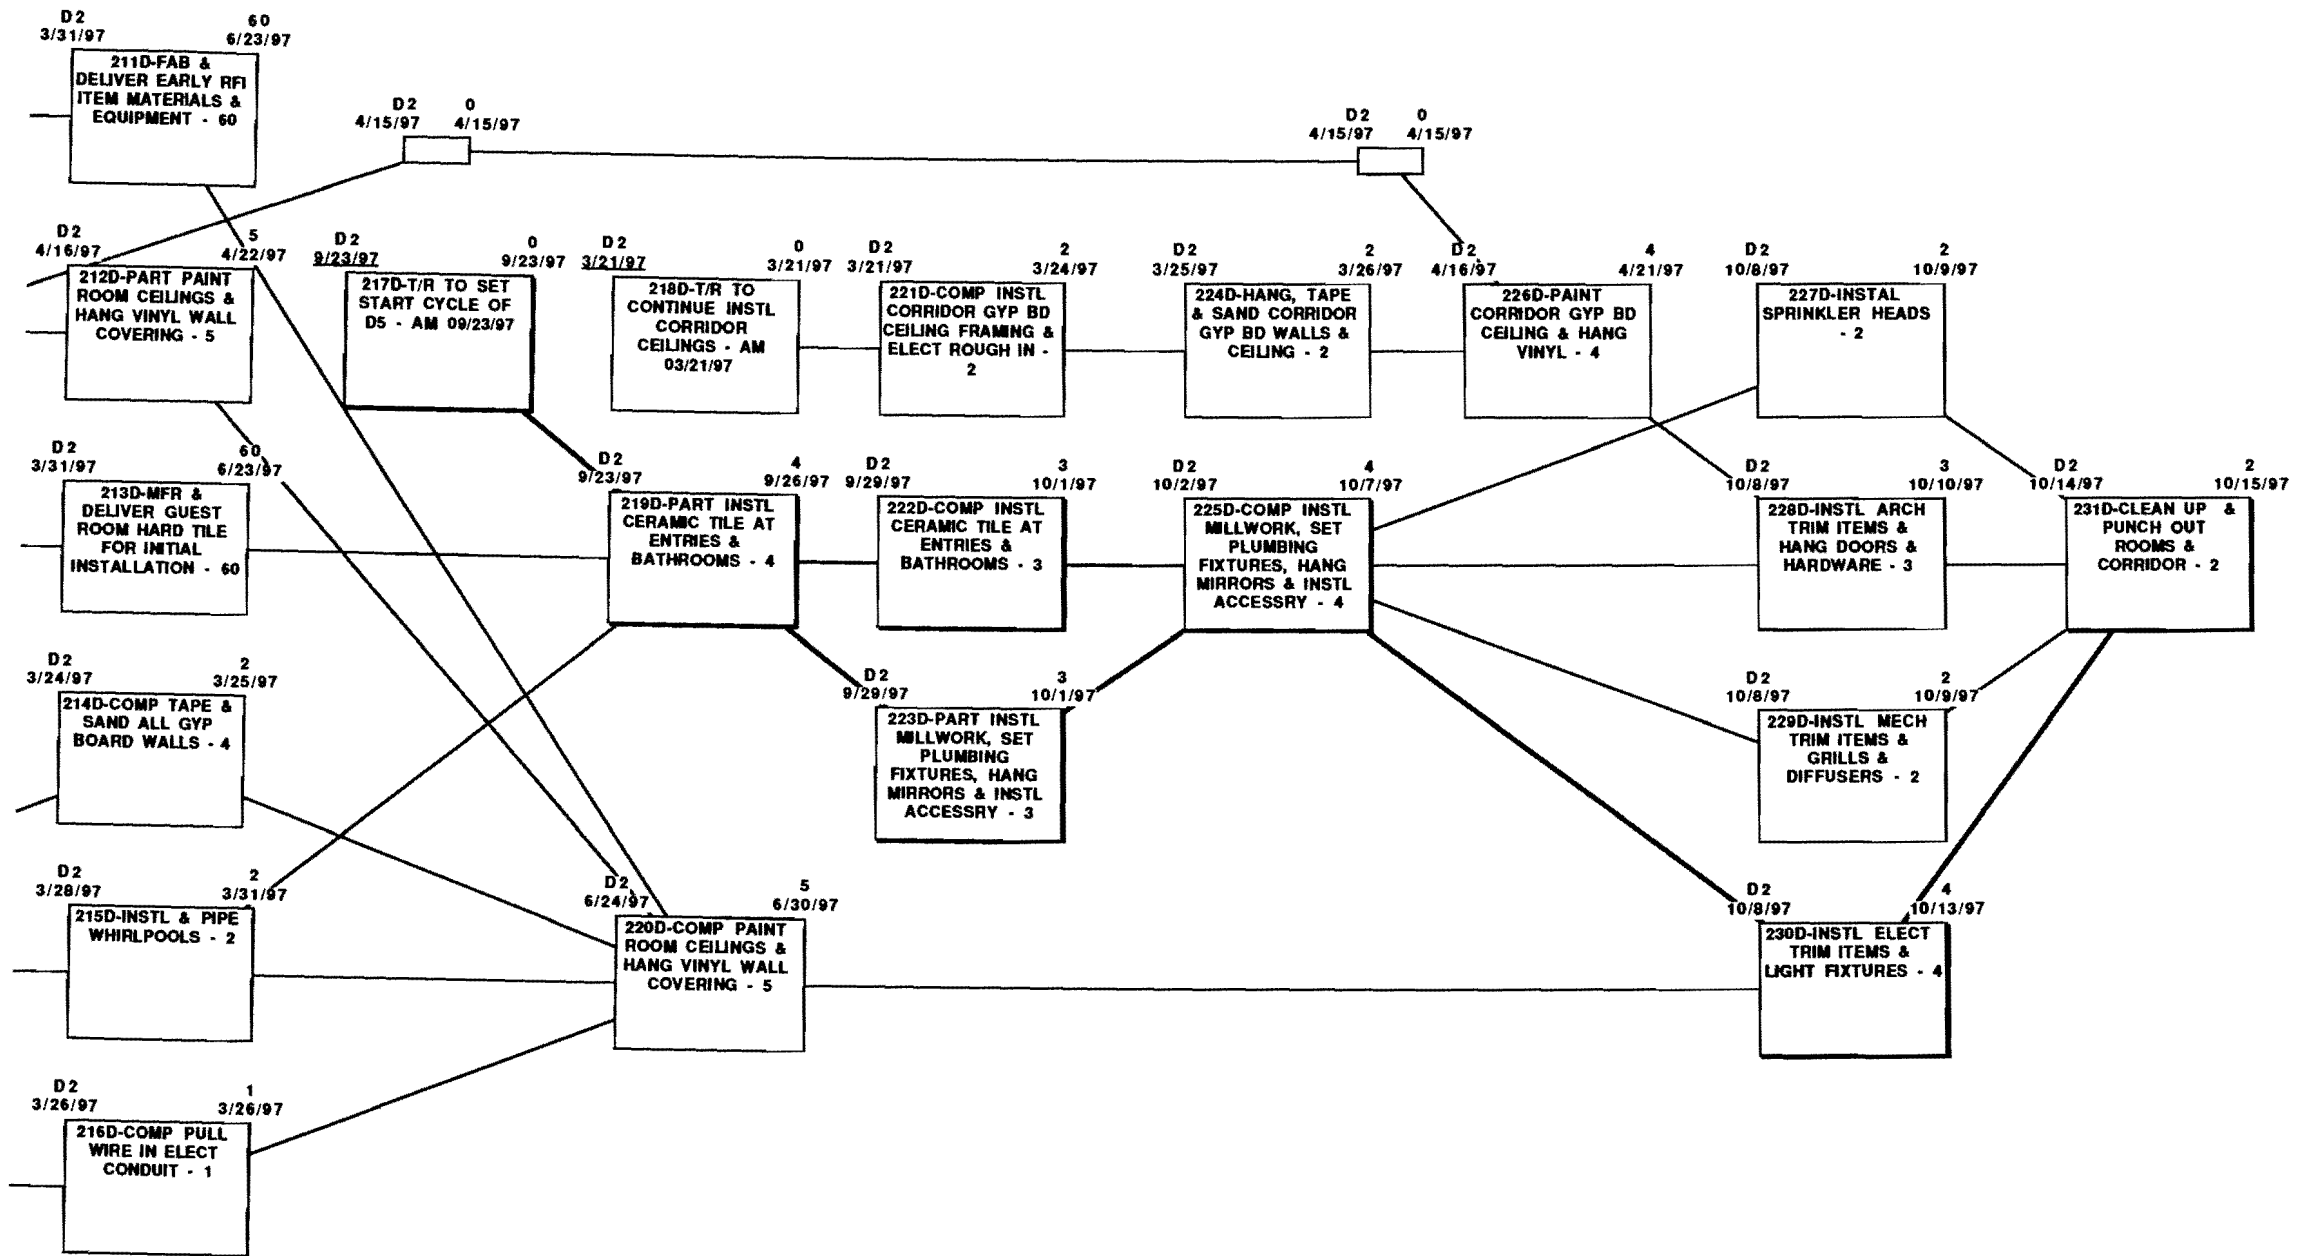 D2 60
3/31/97 6/23/97
211D-FAB &
DELIVER EARLY RFI
ITEM MATERIALS &
EQUIPMENT - 60
D2 0
4/15/97 4/15/97
D2 0
4/15/97 4/15/97
D2 5
4/16/97 4/22/97
212D-PART PAINT
ROOM CEILINGS &
HANG VINYL WALL
COVERING - 5
D2 0
9/23/97 9/23/97
217D-T/R TO SET
START CYCLE OF
D5 - AM 09/23/97
D2 0
3/21/97 3/21/97
218D-T/R TO
CONTINUE INSTL
CORRIDOR
CEILINGS - AM
03/21/97
D2 2
3/21/97 3/24/97
221D-COMP INSTL
CORRIDOR GYP BD
CEILING FRAMING &
ELECT ROUGH IN -
2
D2 2
3/25/97 3/26/97
224D-HANG, TAPE
& SAND CORRIDOR
GYP BD WALLS &
CEILING - 2
D2 4
4/16/97 4/21/97
226D-PAINT
CORRIDOR GYP BD
CEILING & HANG
VINYL - 4
D2 2
10/8/97 10/9/97
227D-INSTAL
SPRINKLER HEADS
- 2
D2 60
3/31/97 6/23/97
213D-MFR &
DELIVER GUEST
ROOM HARD TILE
FOR INITIAL
INSTALLATION - 60
D2 4
9/23/97 9/26/97
219D-PART INSTL
CERAMIC TILE AT
ENTRIES &
BATHROOMS - 4
D2 3
9/29/97 10/1/97
222D-COMP INSTL
CERAMIC TILE AT
ENTRIES &
BATHROOMS - 3
D2 4
10/2/97 10/7/97
225D-COMP INSTL
MILLWORK, SET
PLUMBING
FIXTURES, HANG
MIRRORS & INSTL
ACCESSRY - 4
D2 3
10/8/97 10/10/97
228D-INSTL ARCH
TRIM ITEMS &
HANG DOORS &
HARDWARE - 3
D2 2
10/14/97 10/15/97
231D-CLEAN UP &
PUNCH OUT
ROOMS &
CORRIDOR - 2
D2 2
3/24/97 3/25/97
214D-COMP TAPE &
SAND ALL GYP
BOARD WALLS - 4
D2 3
9/29/97 10/1/97
223D-PART INSTL
MILLWORK, SET
PLUMBING
FIXTURES, HANG
MIRRORS & INSTL
ACCESSRY - 3
D2 2
10/8/97 10/9/97
229D-INSTL MECH
TRIM ITEMS &
GRILLS &
DIFFUSERS - 2
D2 2
3/28/97 3/31/97
215D-INSTL & PIPE
WHIRLPOOLS - 2
D2 5
6/24/97 6/30/97
220D-COMP PAINT
ROOM CEILINGS &
HANG VINYL WALL
COVERING - 5
D2 4
10/8/97 10/13/97
230D-INSTL ELECT
TRIM ITEMS &
LIGHT FIXTURES - 4
D2 1
3/26/97 3/26/97
216D-COMP PULL
WIRE IN ELECT
CONDUIT - 1